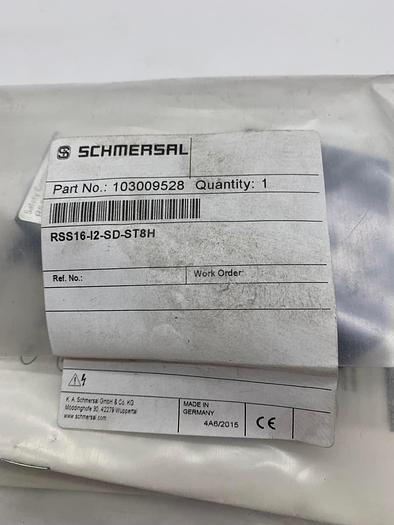 SCHMERSAL
Part No.: 103009528 Quantity: 1
RSS16-I2-SD-ST8H
Ref. No.:
Work Order:
K. A. Schmersal GmbH & Co. KG
Möddinghofe 30, 42279 Wuppertal
www.schmersal.com
MADE IN
GERMANY
4A6/2015
CE